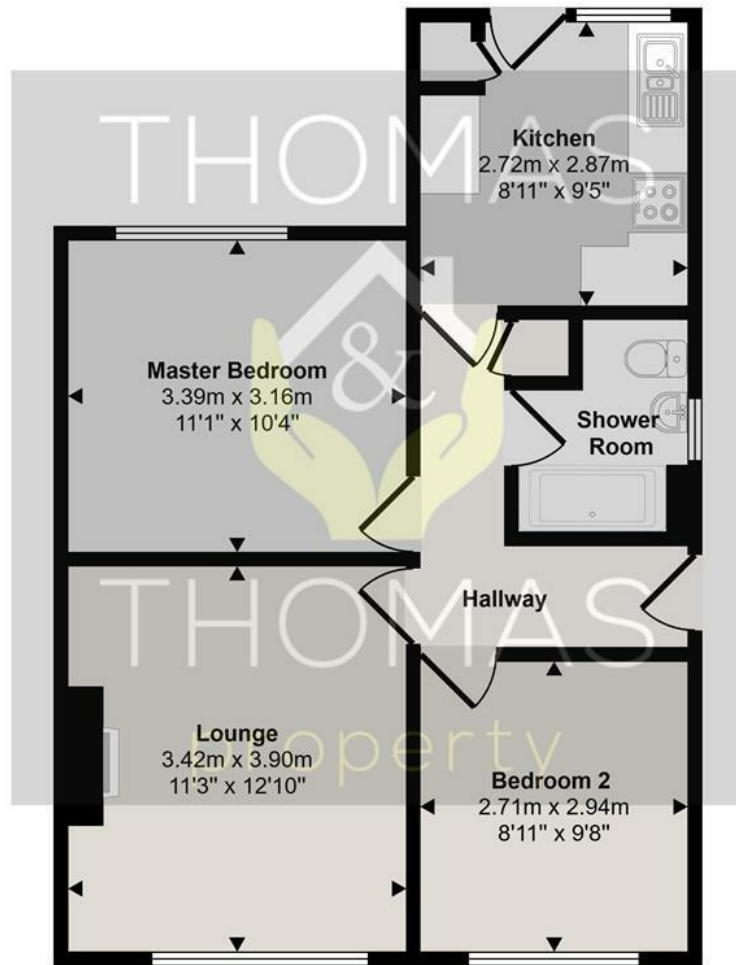 THOMAS
Kitchen
2.72m x 2.87m
8'11" x 9'5"
Master Bedroom
3.39m x 3.16m
11'1" x 10'4"
&
Shower
Room
THOMAS
Hallway
Lounge
3.42m x 3.90m
11'3" x 12'10"
property
Bedroom 2
2.71m x 2.94m
8'11" x 9'8"